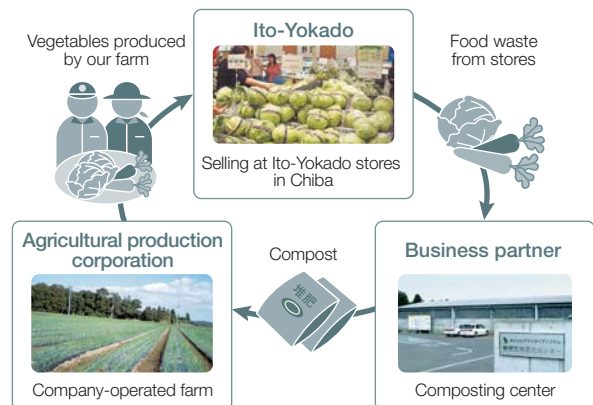 Ito-Yokado
Vegetables produced
by our farm
Food waste
from stores
Selling at Ito-Yokado stores
in Chiba
Agricultural production
corporation
Compost
堆肥
Business partner
Company-operated farm
Composting center